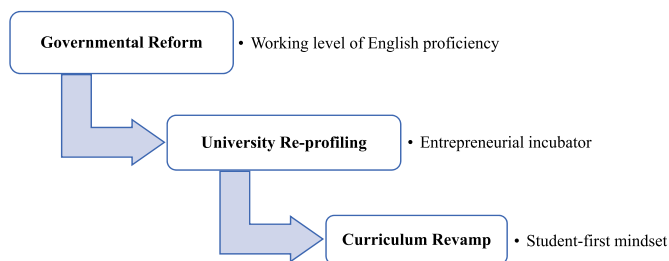 Governmental Reform • Working level of English proficiency
University Re-profiling • Entrepreneurial incubator
Curriculum Revamp • Student-first mindset